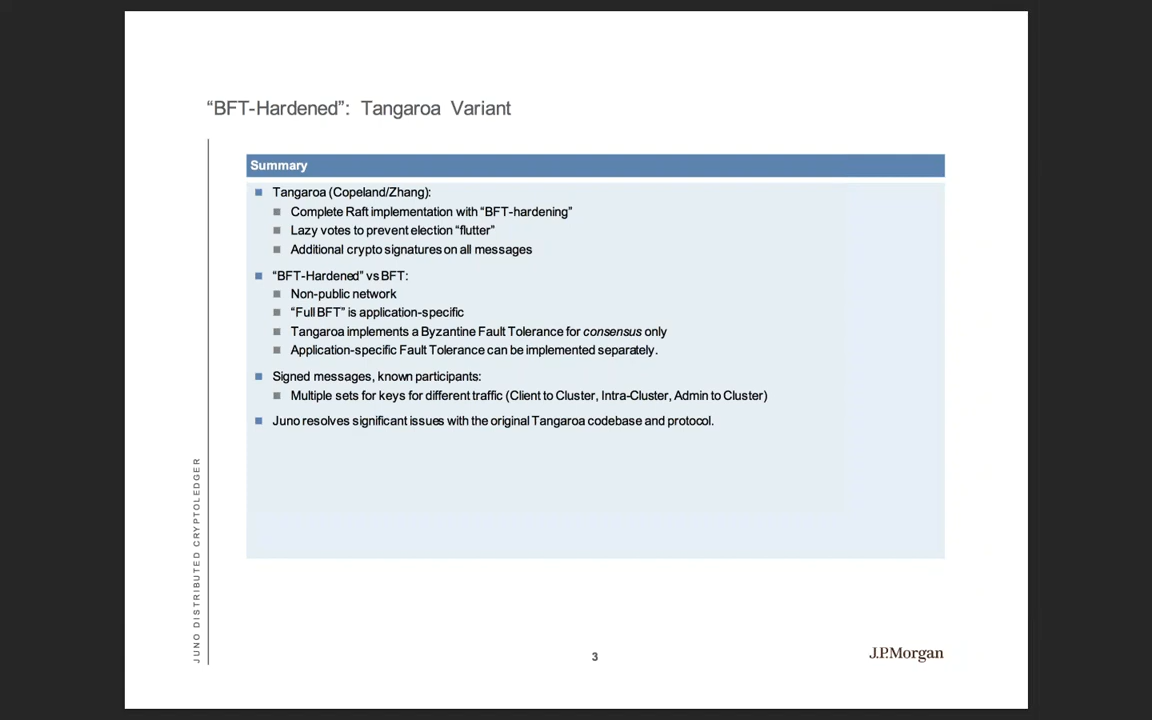 “BFT-Hardened”: Tangaroa Variant
Summary
Tangaroa (Copeland/Zhang):
Complete Raft implementation with “BFT-hardening”
Lazy votes to prevent election “flutter”
Additional crypto signatures on all messages
“BFT-Hardened” vs BFT:
Non-public network
“Full BFT” is application-specific
Tangaroa implements a Byzantine Fault Tolerance for consensus only
Application-specific Fault Tolerance can be implemented separately.
Signed messages, known participants:
Multiple sets for keys for different traffic (Client to Cluster, Intra-Cluster, Admin to Cluster)
Juno resolves significant issues with the original Tangaroa codebase and protocol.
JUNO DISTRIBUTED CRYPTOLEDGER
3
J.P.Morgan